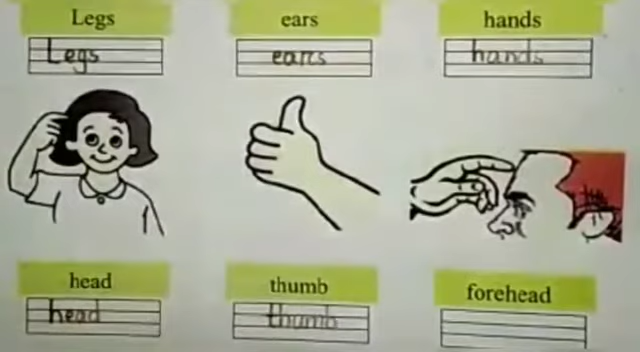 Legs ears hands
Legs ears hands
head thumb forehead
head thumb